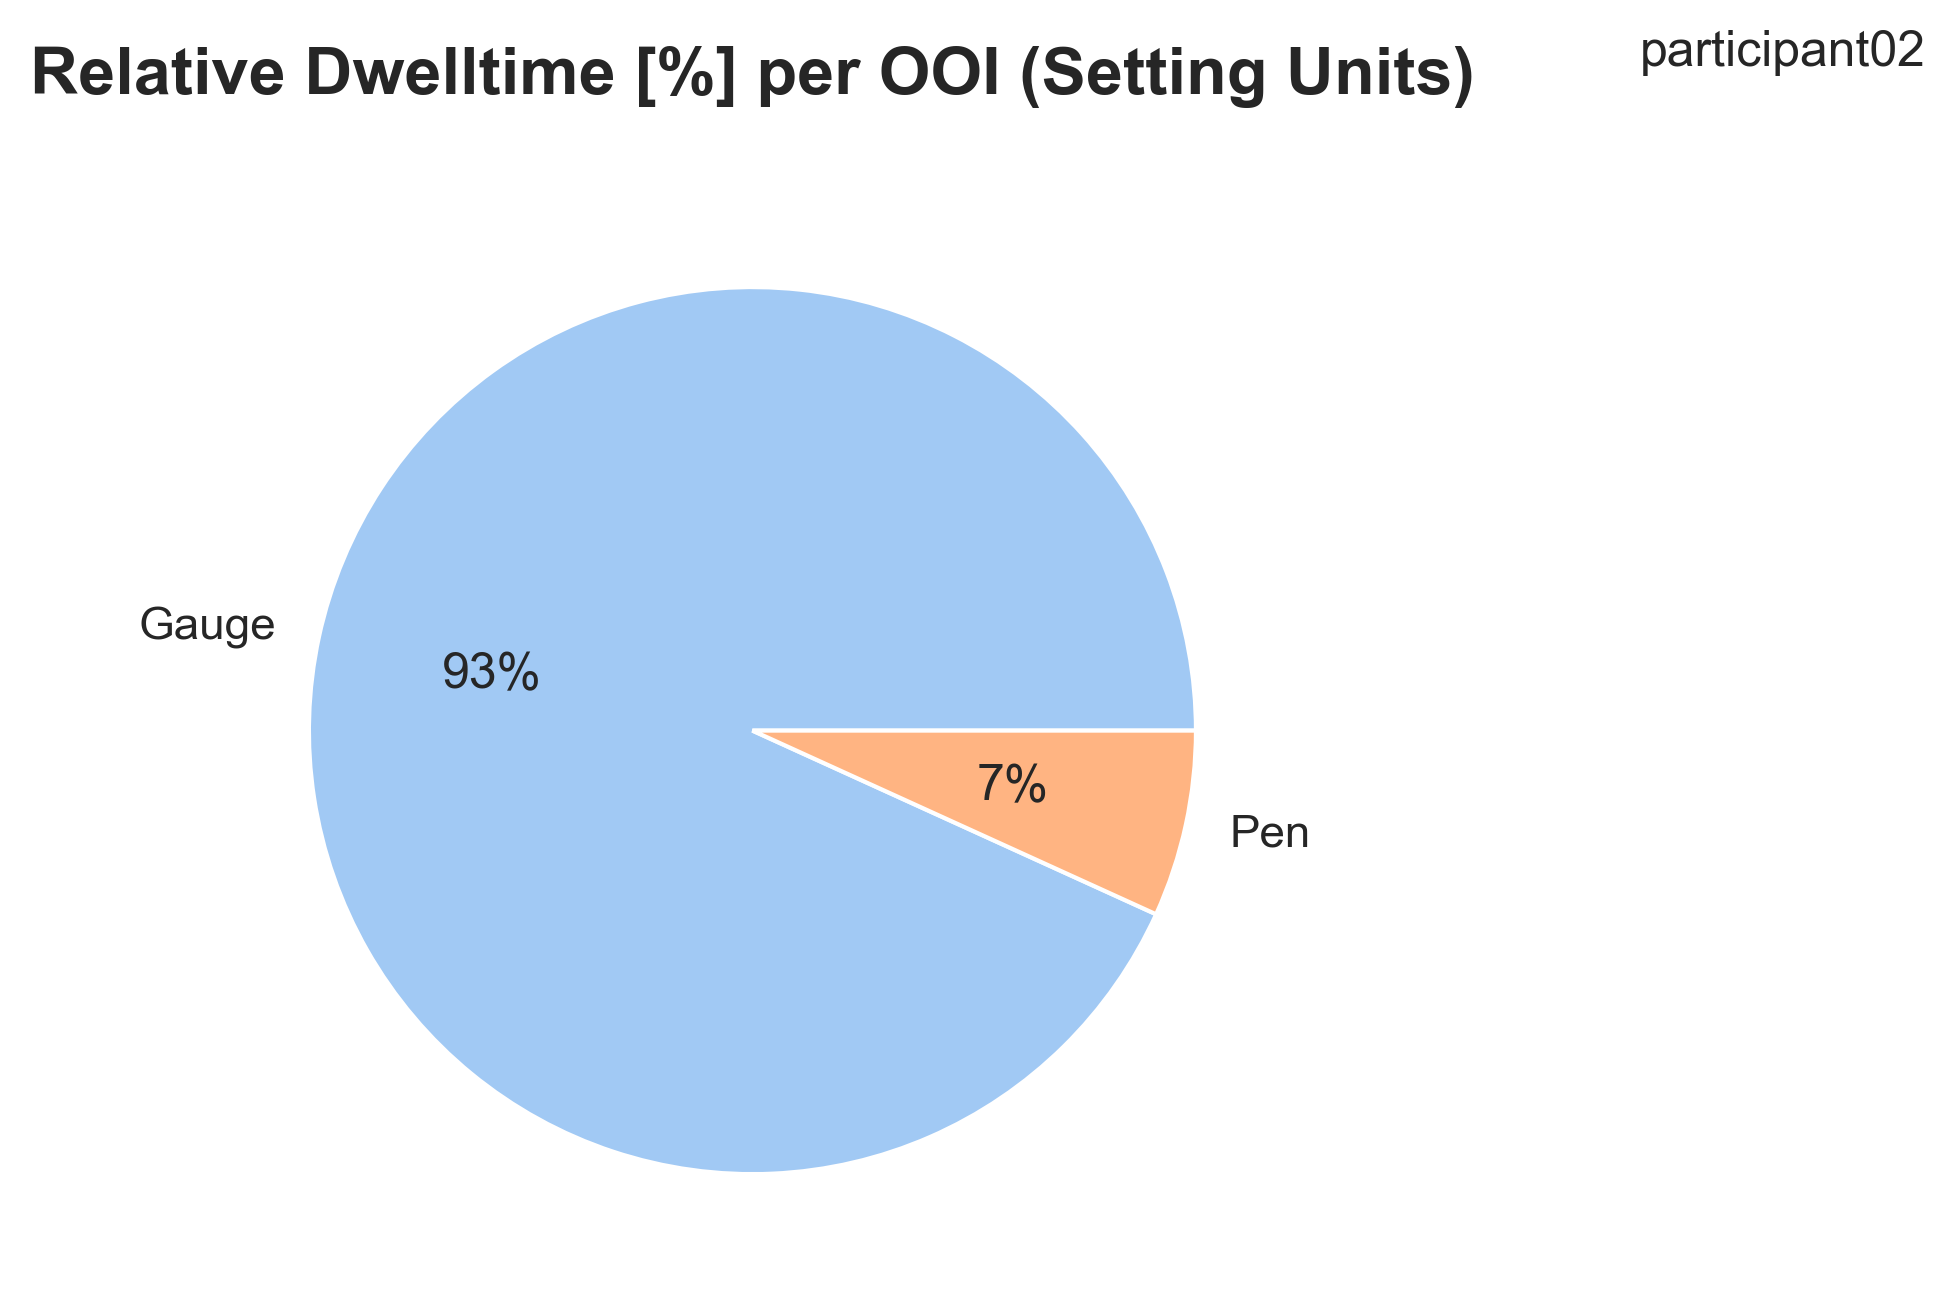 Relative Dwelltime [%] per OOI (Setting Units)
participant02
Gauge
93%
7%
Pen